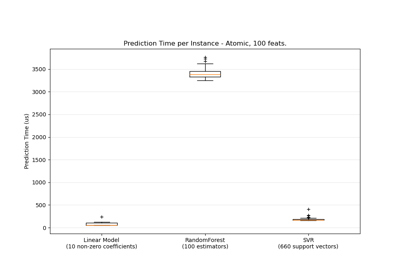 Prediction Time per Instance - Atomic, 100 feats.
Prediction Time (us)
3500
3000
2500
2000
1500
1000
500
0
Linear Model
(10 non-zero coefficients)
RandomForest
(100 estimators)
SVR
(660 support vectors)